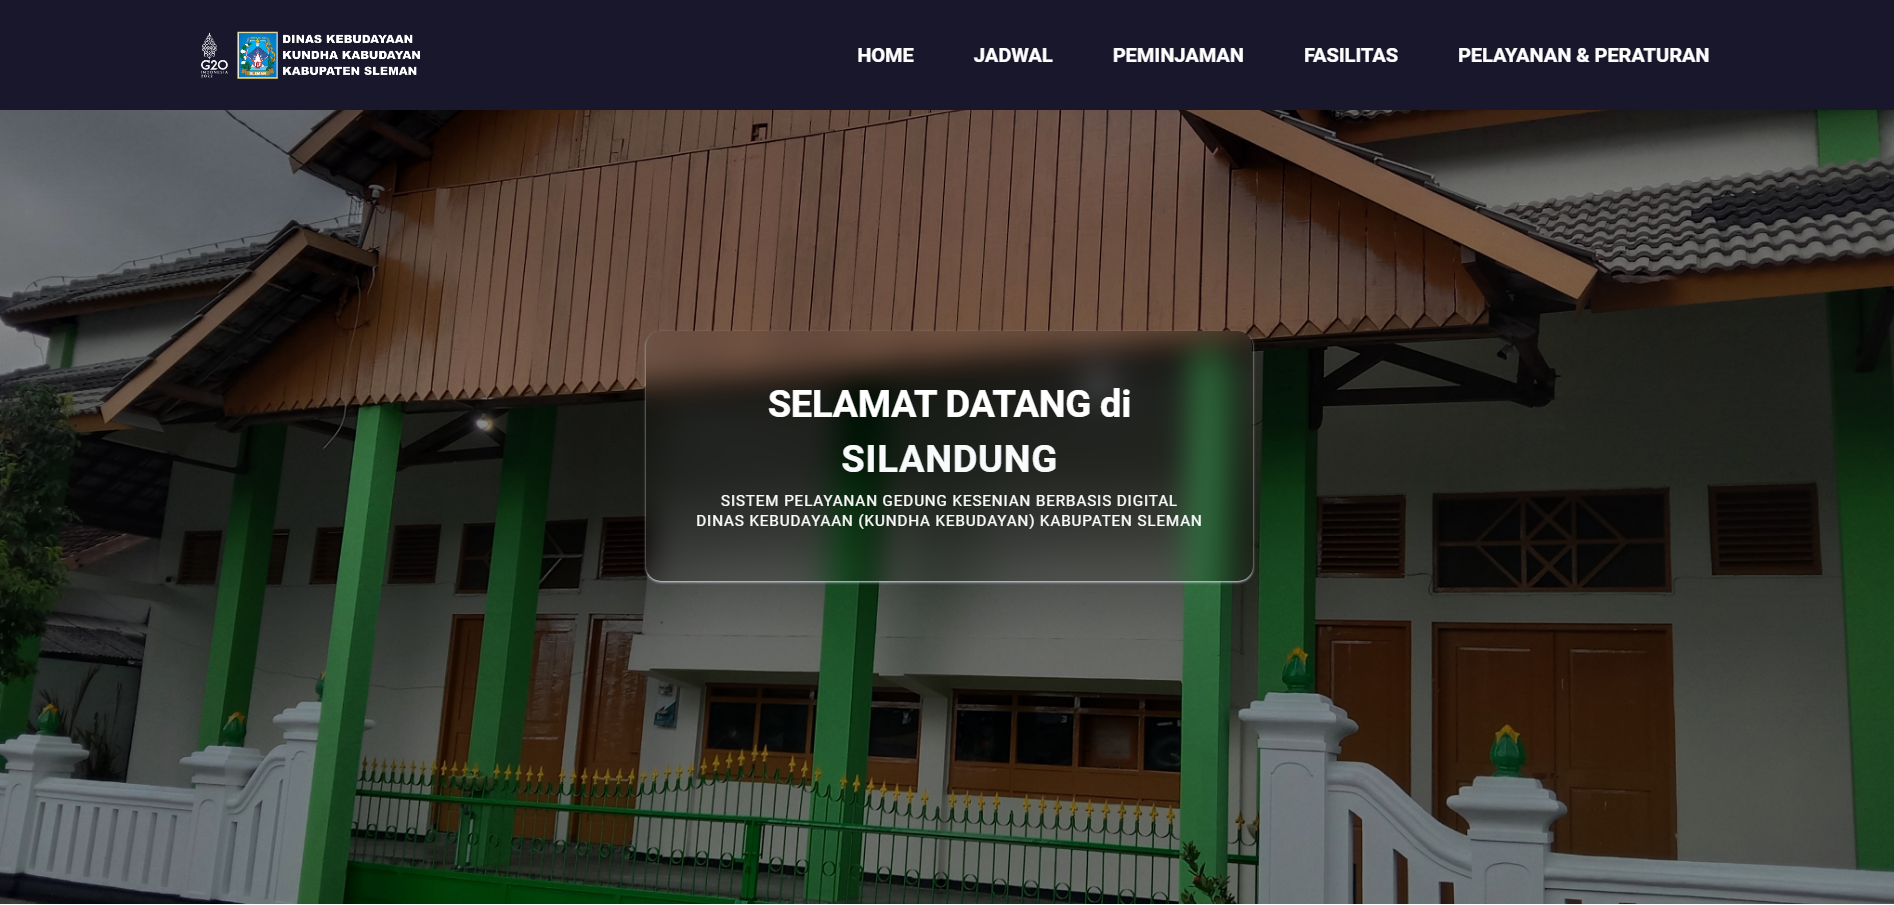 G20
INDONESIA
2022
SLEMAN
DINAS KEBUDAYAAN
KUNDHA KABUDAYAN
KABUPATEN SLEMAN
HOME
JADWAL
PEMINJAMAN
FASILITAS
PELAYANAN & PERATURAN
SELAMAT DATANG di
SILANDUNG
SISTEM PELAYANAN GEDUNG KESENIAN BERBASIS DIGITAL
DINAS KEBUDAYAAN (KUNDHA KEBUDAYAN) KABUPATEN SLEMAN